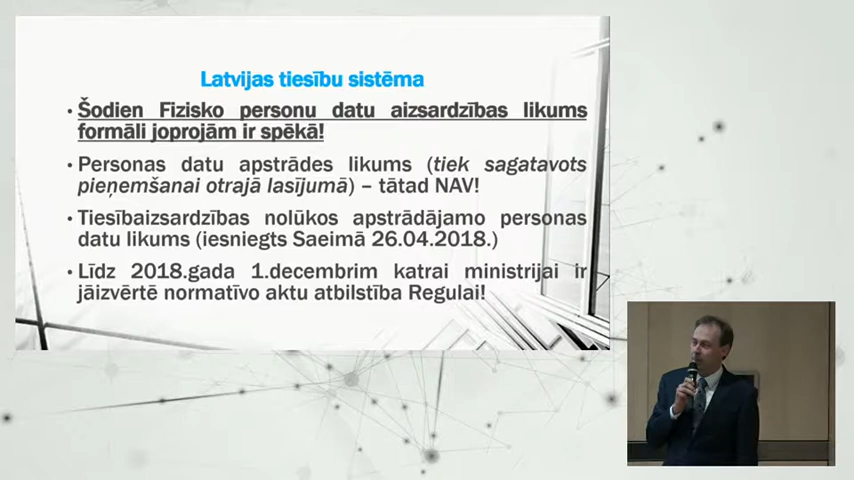 Latvijas tiesību sistēma
• Šodien Fizisko personu datu aizsardzības likums
formāli joprojām ir spēkā!
• Personas datu apstrādes likums (tiek sagatavots
pieņemšanai otrajā lasījumā) – tātad NAV!
• Tiesībaizsardzības nolūkos apstrādājamo personas
datu likums (iesniegts Saeimā 26.04.2018.)
• Līdz 2018.gada 1.decembrim katrai ministrijai ir
jāizvērtē normatīvo aktu atbilstība Regulai!